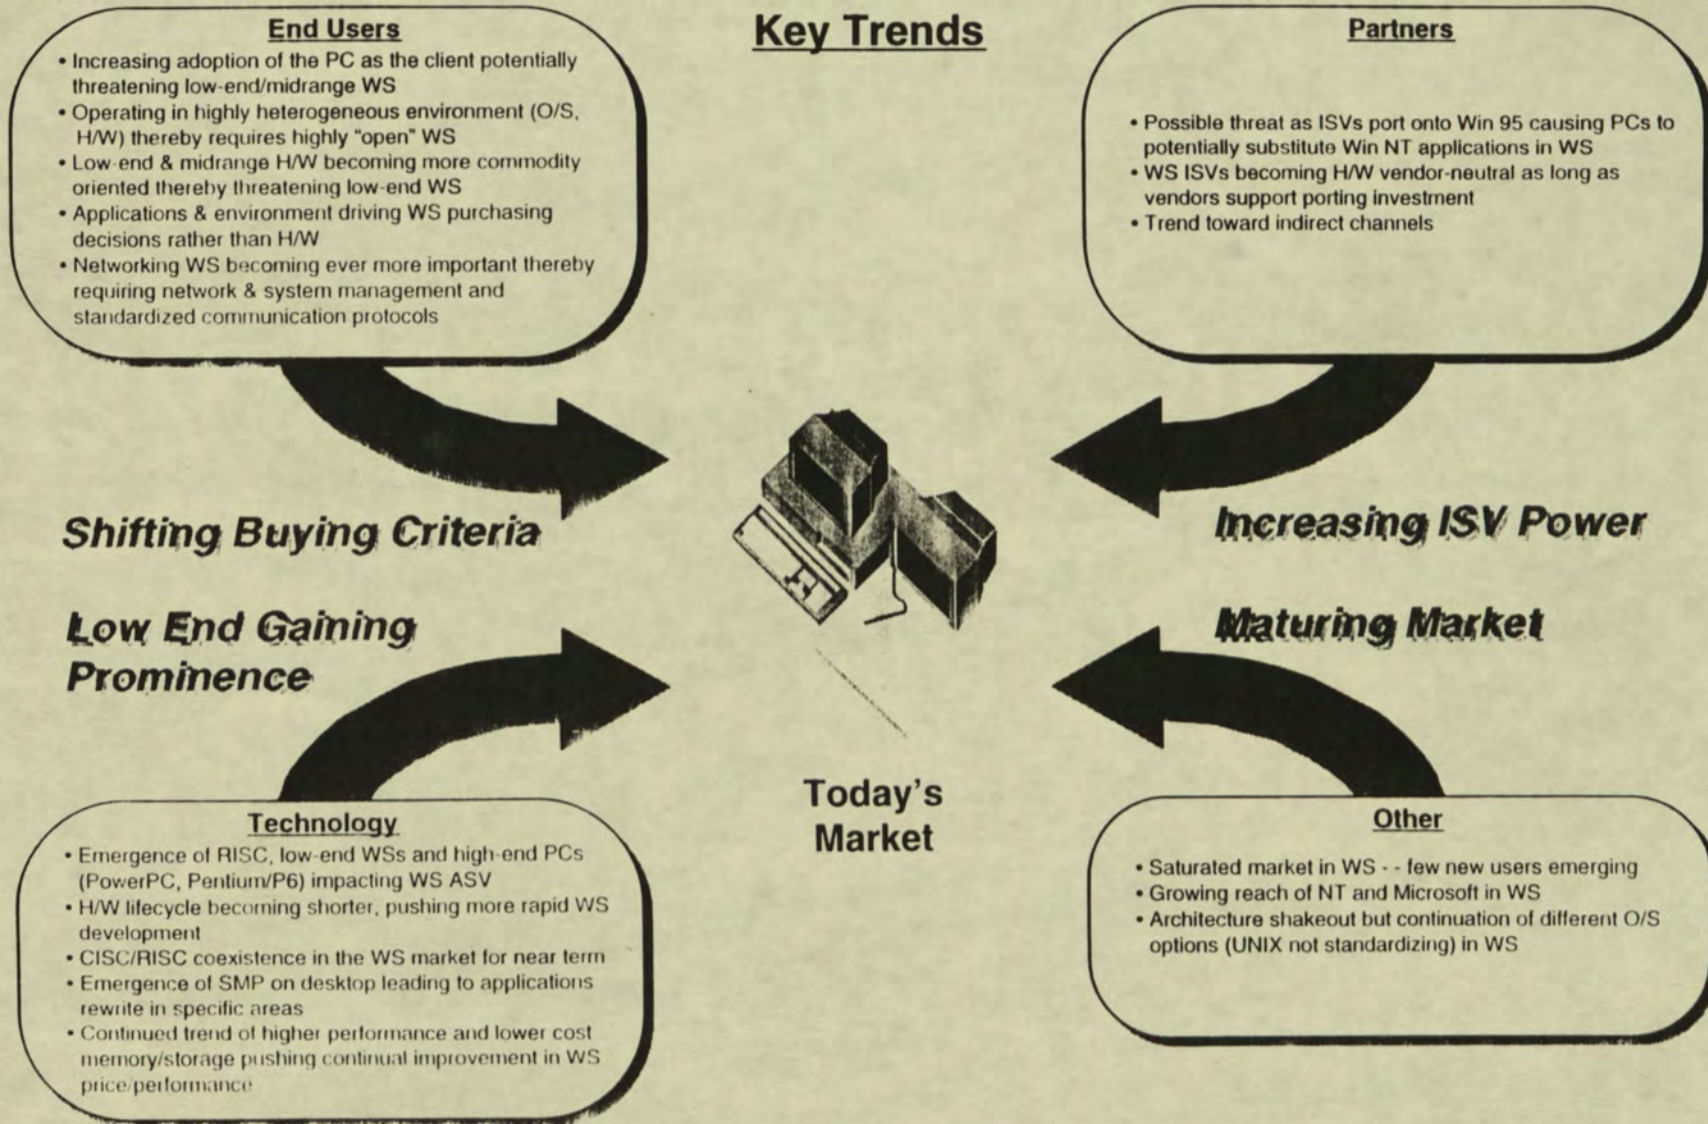 Key Trends
End Users
• Increasing adoption of the PC as the client potentially
threatening low-end/midrange WS
• Operating in highly heterogeneous environment (O/S,
H/W) thereby requires highly "open" WS
• Low-end & midrange H/W becoming more commodity
oriented thereby threatening low-end WS
• Applications & environment driving WS purchasing
decisions rather than H/W
• Networking WS becoming ever more important thereby
requiring network & system management and
standardized communication protocols
Partners
• Possible threat as ISVs port onto Win 95 causing PCs to
potentially substitute Win NT applications in WS
• WS ISVs becoming H/W vendor-neutral as long as
vendors support porting investment
• Trend toward indirect channels
Shifting Buying Criteria
Increasing ISV Power
Low End Gaining
Prominence
Maturing Market
Today's
Market
Technology
• Emergence of RISC, low-end WSs and high-end PCs
(PowerPC, Pentium/P6) impacting WS ASV
• H/W lifecycle becoming shorter, pushing more rapid WS
development
• CISC/RISC coexistence in the WS market for near term
• Emergence of SMP on desktop leading to applications
rewrite in specific areas
• Continued trend of higher performance and lower cost
memory/storage pushing continual improvement in WS
price/performance
Other
• Saturated market in WS - - few new users emerging
• Growing reach of NT and Microsoft in WS
• Architecture shakeout but continuation of different O/S
options (UNIX not standardizing) in WS